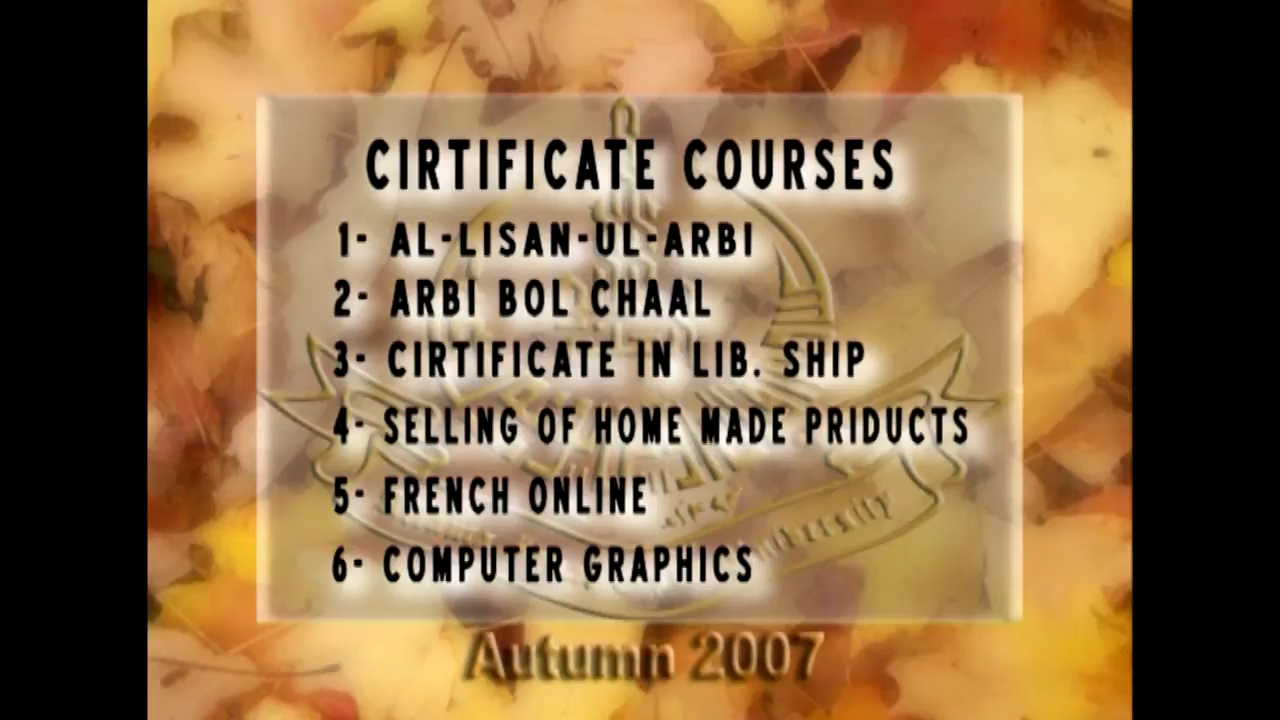 CIRTIFICATE COURSES
1- AL-LISAN-UL-ARBI
2- ARBI BOL CHAAL
3- CIRTIFICATE IN LIB. SHIP
4- SELLING OF HOME MADE PRIDUCTS
5- FRENCH ONLINE
6- COMPUTER GRAPHICS
University
Autumn 2007